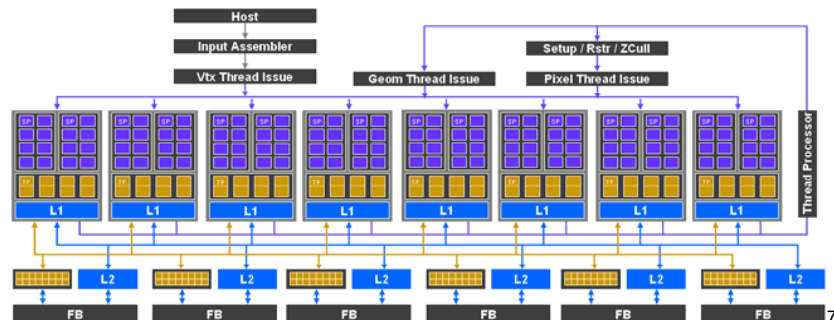 Host
Input Assembler
Setup / Rstr / ZCull
Vtx Thread Issue
Geom Thread Issue
Pixel Thread Issue
SP SP SP SP SP SP SP SP SP SP SP SP SP SP SP SP
TF TF TF TF TF TF TF TF
L1 L1 L1 L1 L1 L1 L1 L1
Thread Processor
L2 L2 L2 L2 L2 L2
FB FB FB FB FB FB
7